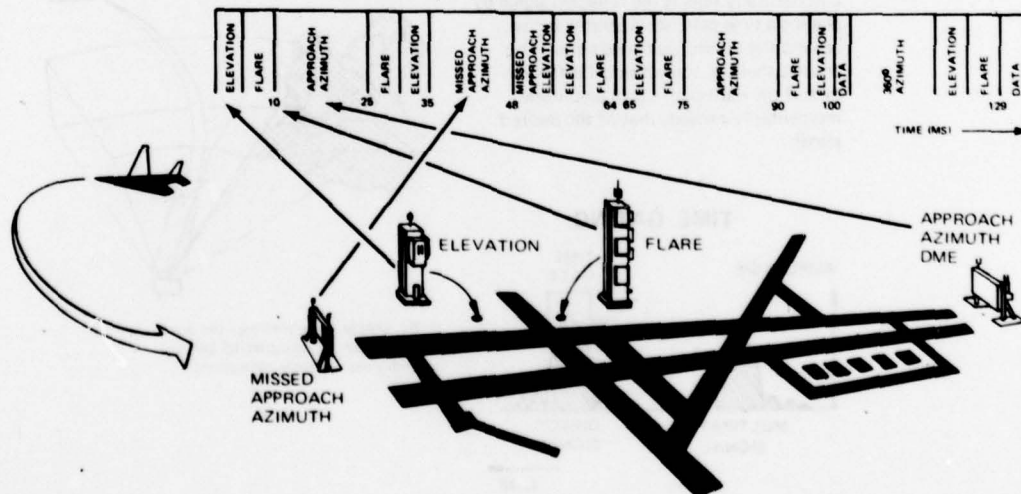 ELEVATION
FLARE
APPROACH
AZIMUTH
FLARE
ELEVATION
MISSED
APPROACH
AZIMUTH
MISSED
APPROACH
ELEVATION
ELEVATION
FLARE
ELEVATION
FLARE
APPROACH
AZIMUTH
FLARE
ELEVATION
DATA
360°
AZIMUTH
ELEVATION
FLARE
DATA
10 25 35 48 64 65 75 90 100 129
TIME (MS)
ELEVATION
FLARE
APPROACH
AZIMUTH
DME
MISSED
APPROACH
AZIMUTH